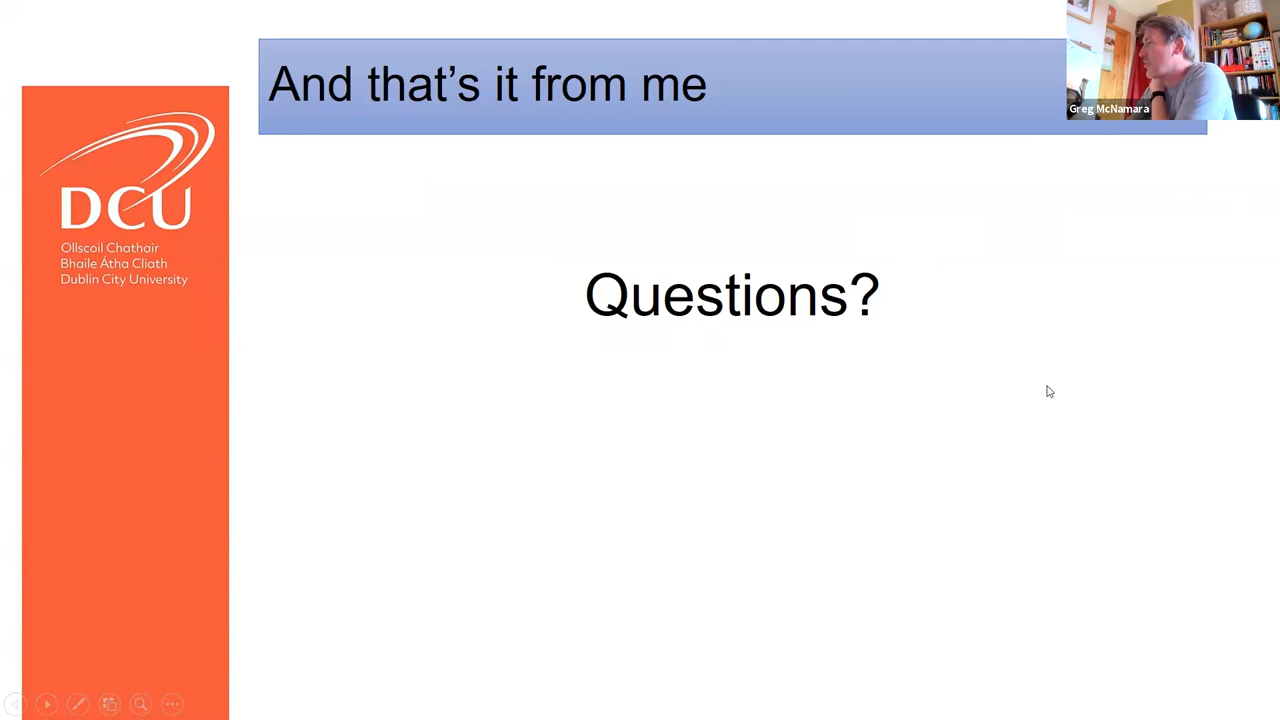 And that's it from me
Greg McNamara
DCU
Ollscoil Chathair
Bhaile Átha Cliath
Dublin City University
Questions?